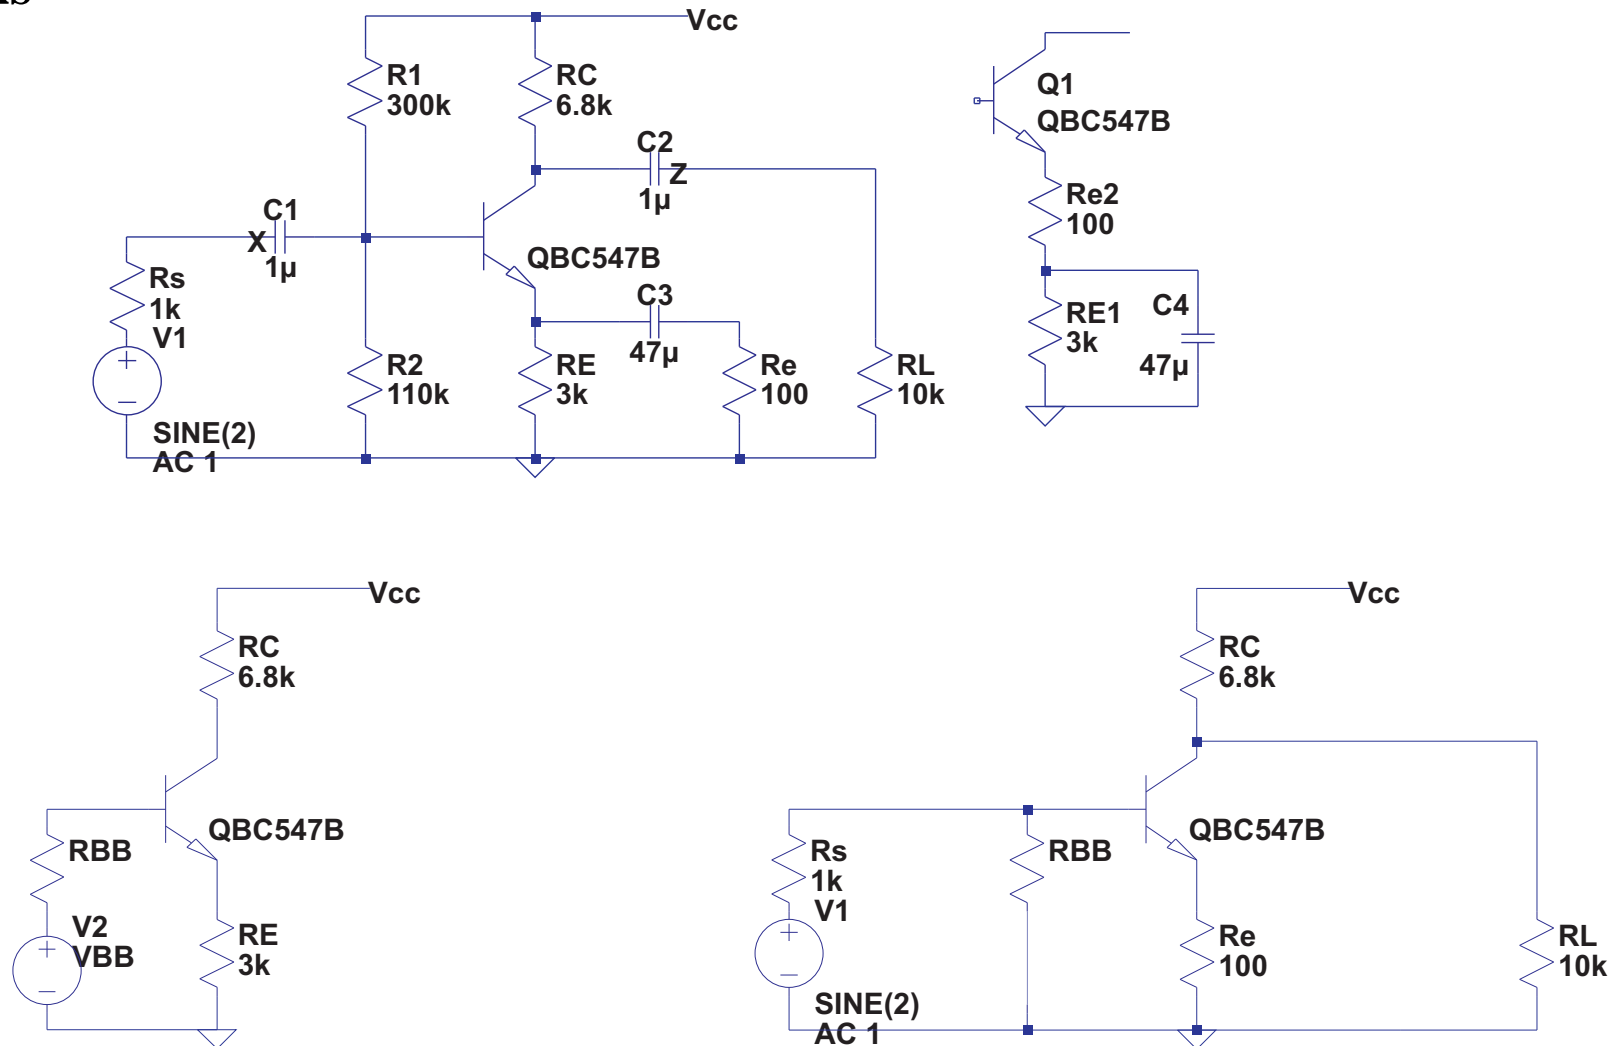 Vcc
R1
300k
RC
6.8k
C2
Z
1µ
C1
X
1µ
QBC547B
Rs
1k
V1
C3
47µ
R2
110k
RE
3k
Re
100
RL
10k
SINE(2)
AC 1
Q1
QBC547B
Re2
100
RE1
3k
C4
47µ
Vcc
RC
6.8k
QBC547B
RBB
V2
VBB
RE
3k
Vcc
RC
6.8k
QBC547B
Rs
1k
V1
RBB
Re
100
RL
10k
SINE(2)
AC 1